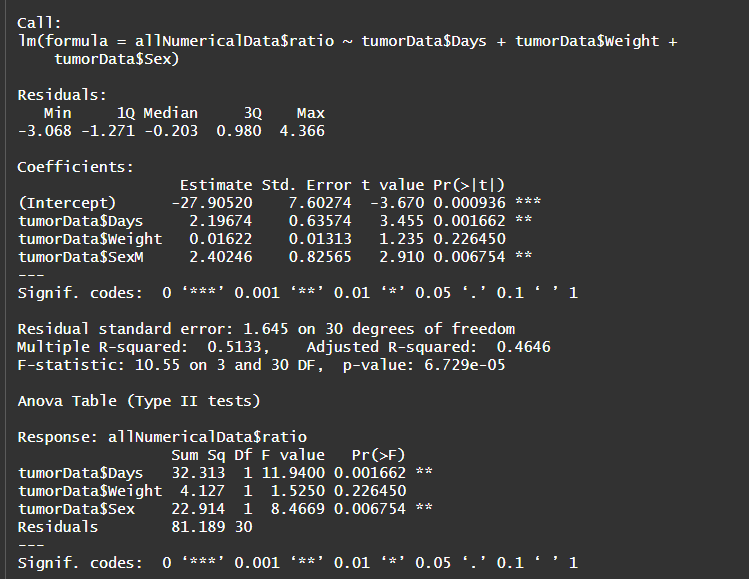 Call:
lm(formula = allNumericalData$ratio ~ tumorData$Days + tumorData$Weight +
    tumorData$Sex)
Residuals:
   Min     1Q Median     3Q    Max
-3.068 -1.271 -0.203  0.980  4.366
Coefficients:
                  Estimate Std. Error t value Pr(>|t|)
(Intercept)      -27.90520    7.60274  -3.670 0.000936 ***
tumorData$Days     2.19674    0.63574   3.455 0.001662 **
tumorData$Weight   0.01622    0.01313   1.235 0.226450
tumorData$SexM     2.40246    0.82565   2.910 0.006754 **
---
Signif. codes:  0 ‘***’ 0.001 ‘**’ 0.01 ‘*’ 0.05 ‘.’ 0.1 ‘ ’ 1
Residual standard error: 1.645 on 30 degrees of freedom
Multiple R-squared:  0.5133,	Adjusted R-squared:  0.4646
F-statistic: 10.55 on 3 and 30 DF,  p-value: 6.729e-05
Anova Table (Type II tests)
Response: allNumericalData$ratio
                 Sum Sq Df F value   Pr(>F)
tumorData$Days   32.313  1 11.9400 0.001662 **
tumorData$Weight  4.127  1  1.5250 0.226450
tumorData$Sex    22.914  1  8.4669 0.006754 **
Residuals        81.189 30
---
Signif. codes:  0 ‘***’ 0.001 ‘**’ 0.01 ‘*’ 0.05 ‘.’ 0.1 ‘ ’ 1